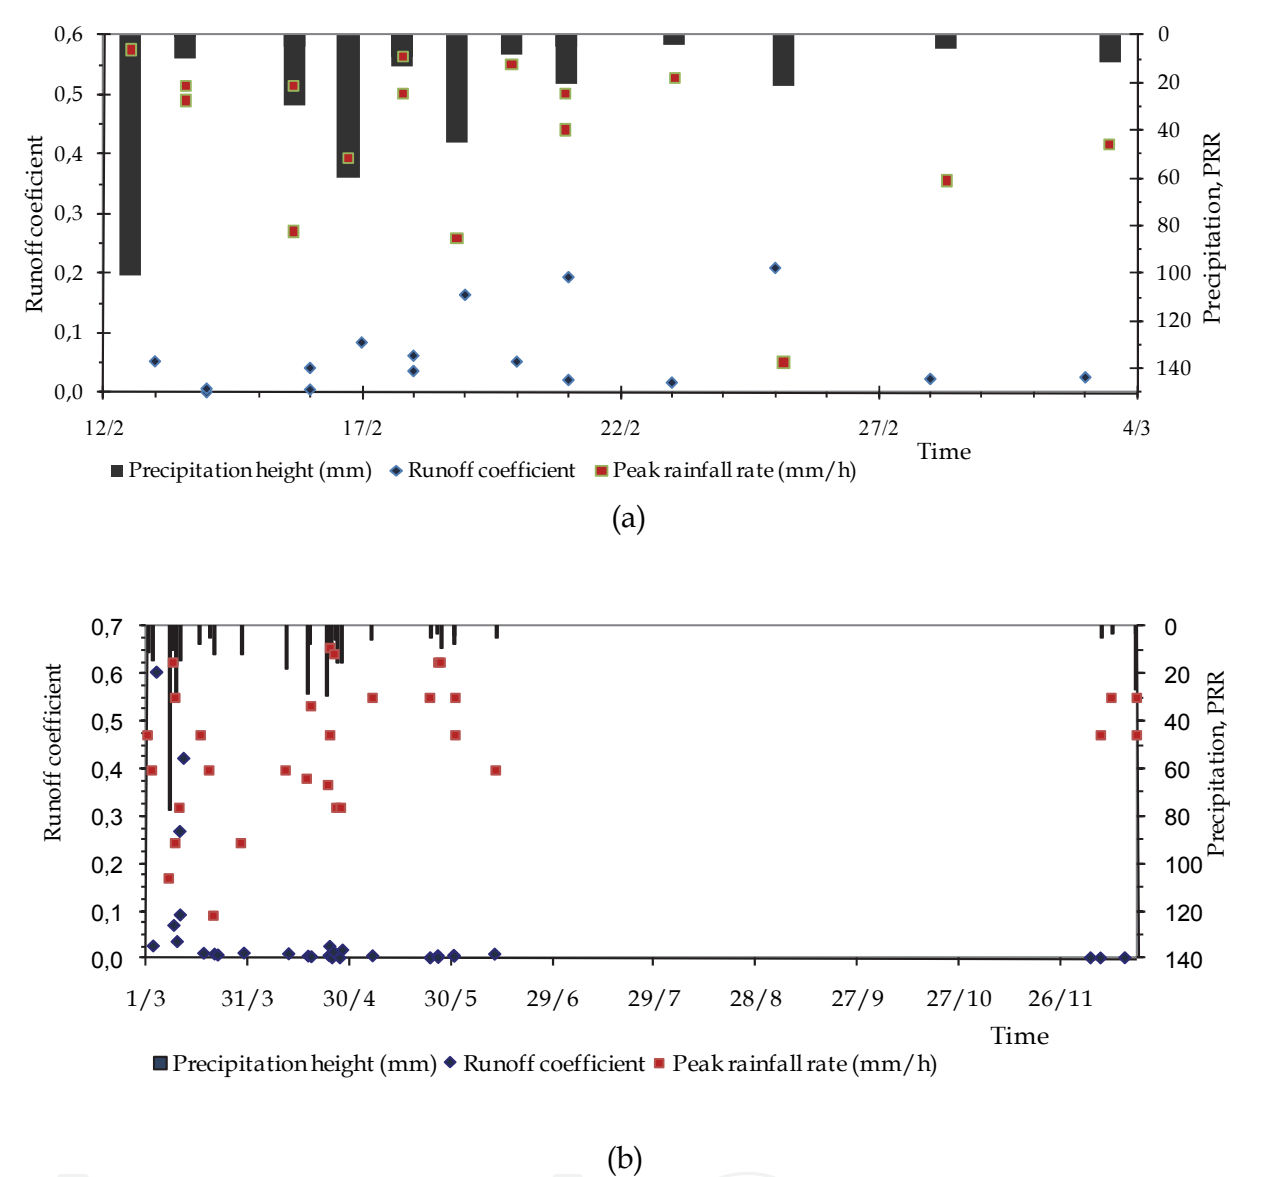 0,6
0,5
0,4
0,3
0,2
0,1
0,0
Runoff coeficient
0
20
40
60
80
100
120
140
Precipitation, PRR
12/2 17/2 22/2 27/2 4/3
Time
Precipitation height (mm) Runoff coefficient Peak rainfall rate (mm/h)
(a)
0,7
0,6
0,5
0,4
0,3
0,2
0,1
0,0
Runoff coefficient
0
20
40
60
80
100
120
140
Precipitation, PRR
1/3 31/3 30/4 30/5 29/6 29/7 28/8 27/9 27/10 26/11
Time
Precipitation height (mm) Runoff coefficient Peak rainfall rate (mm/h)
(b)